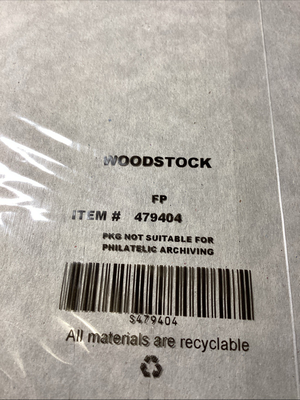 WOODSTOCK
FP
ITEM # 479404
PKG NOT SUITABLE FOR
PHILATELIC ARCHIVING
S479404
All materials are recyclable